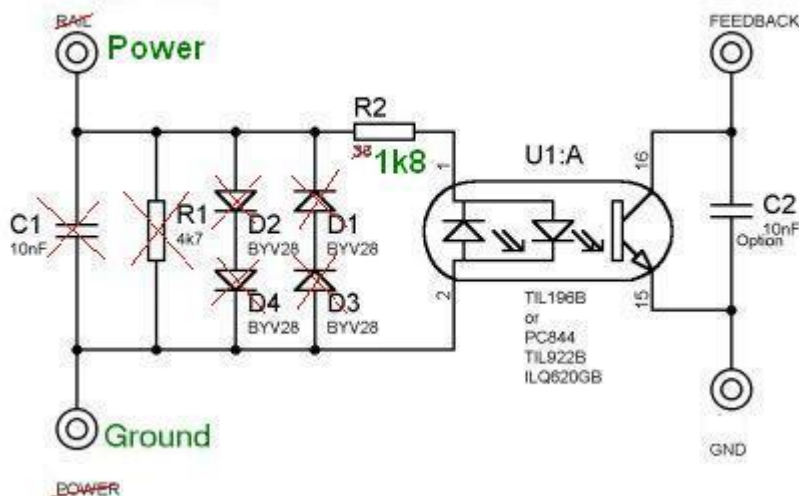 RAIL
Power
FEEDBACK
R2
33
1k8
U1:A
1
16
C1
10nF
R1
4k7
D2
BYV28
D1
BYV28
C2
10nF
Option
D4
BYV28
D3
BYV28
2
15
TIL196B
or
PC844
TIL922B
ILQ620GB
Ground
GND
POWER